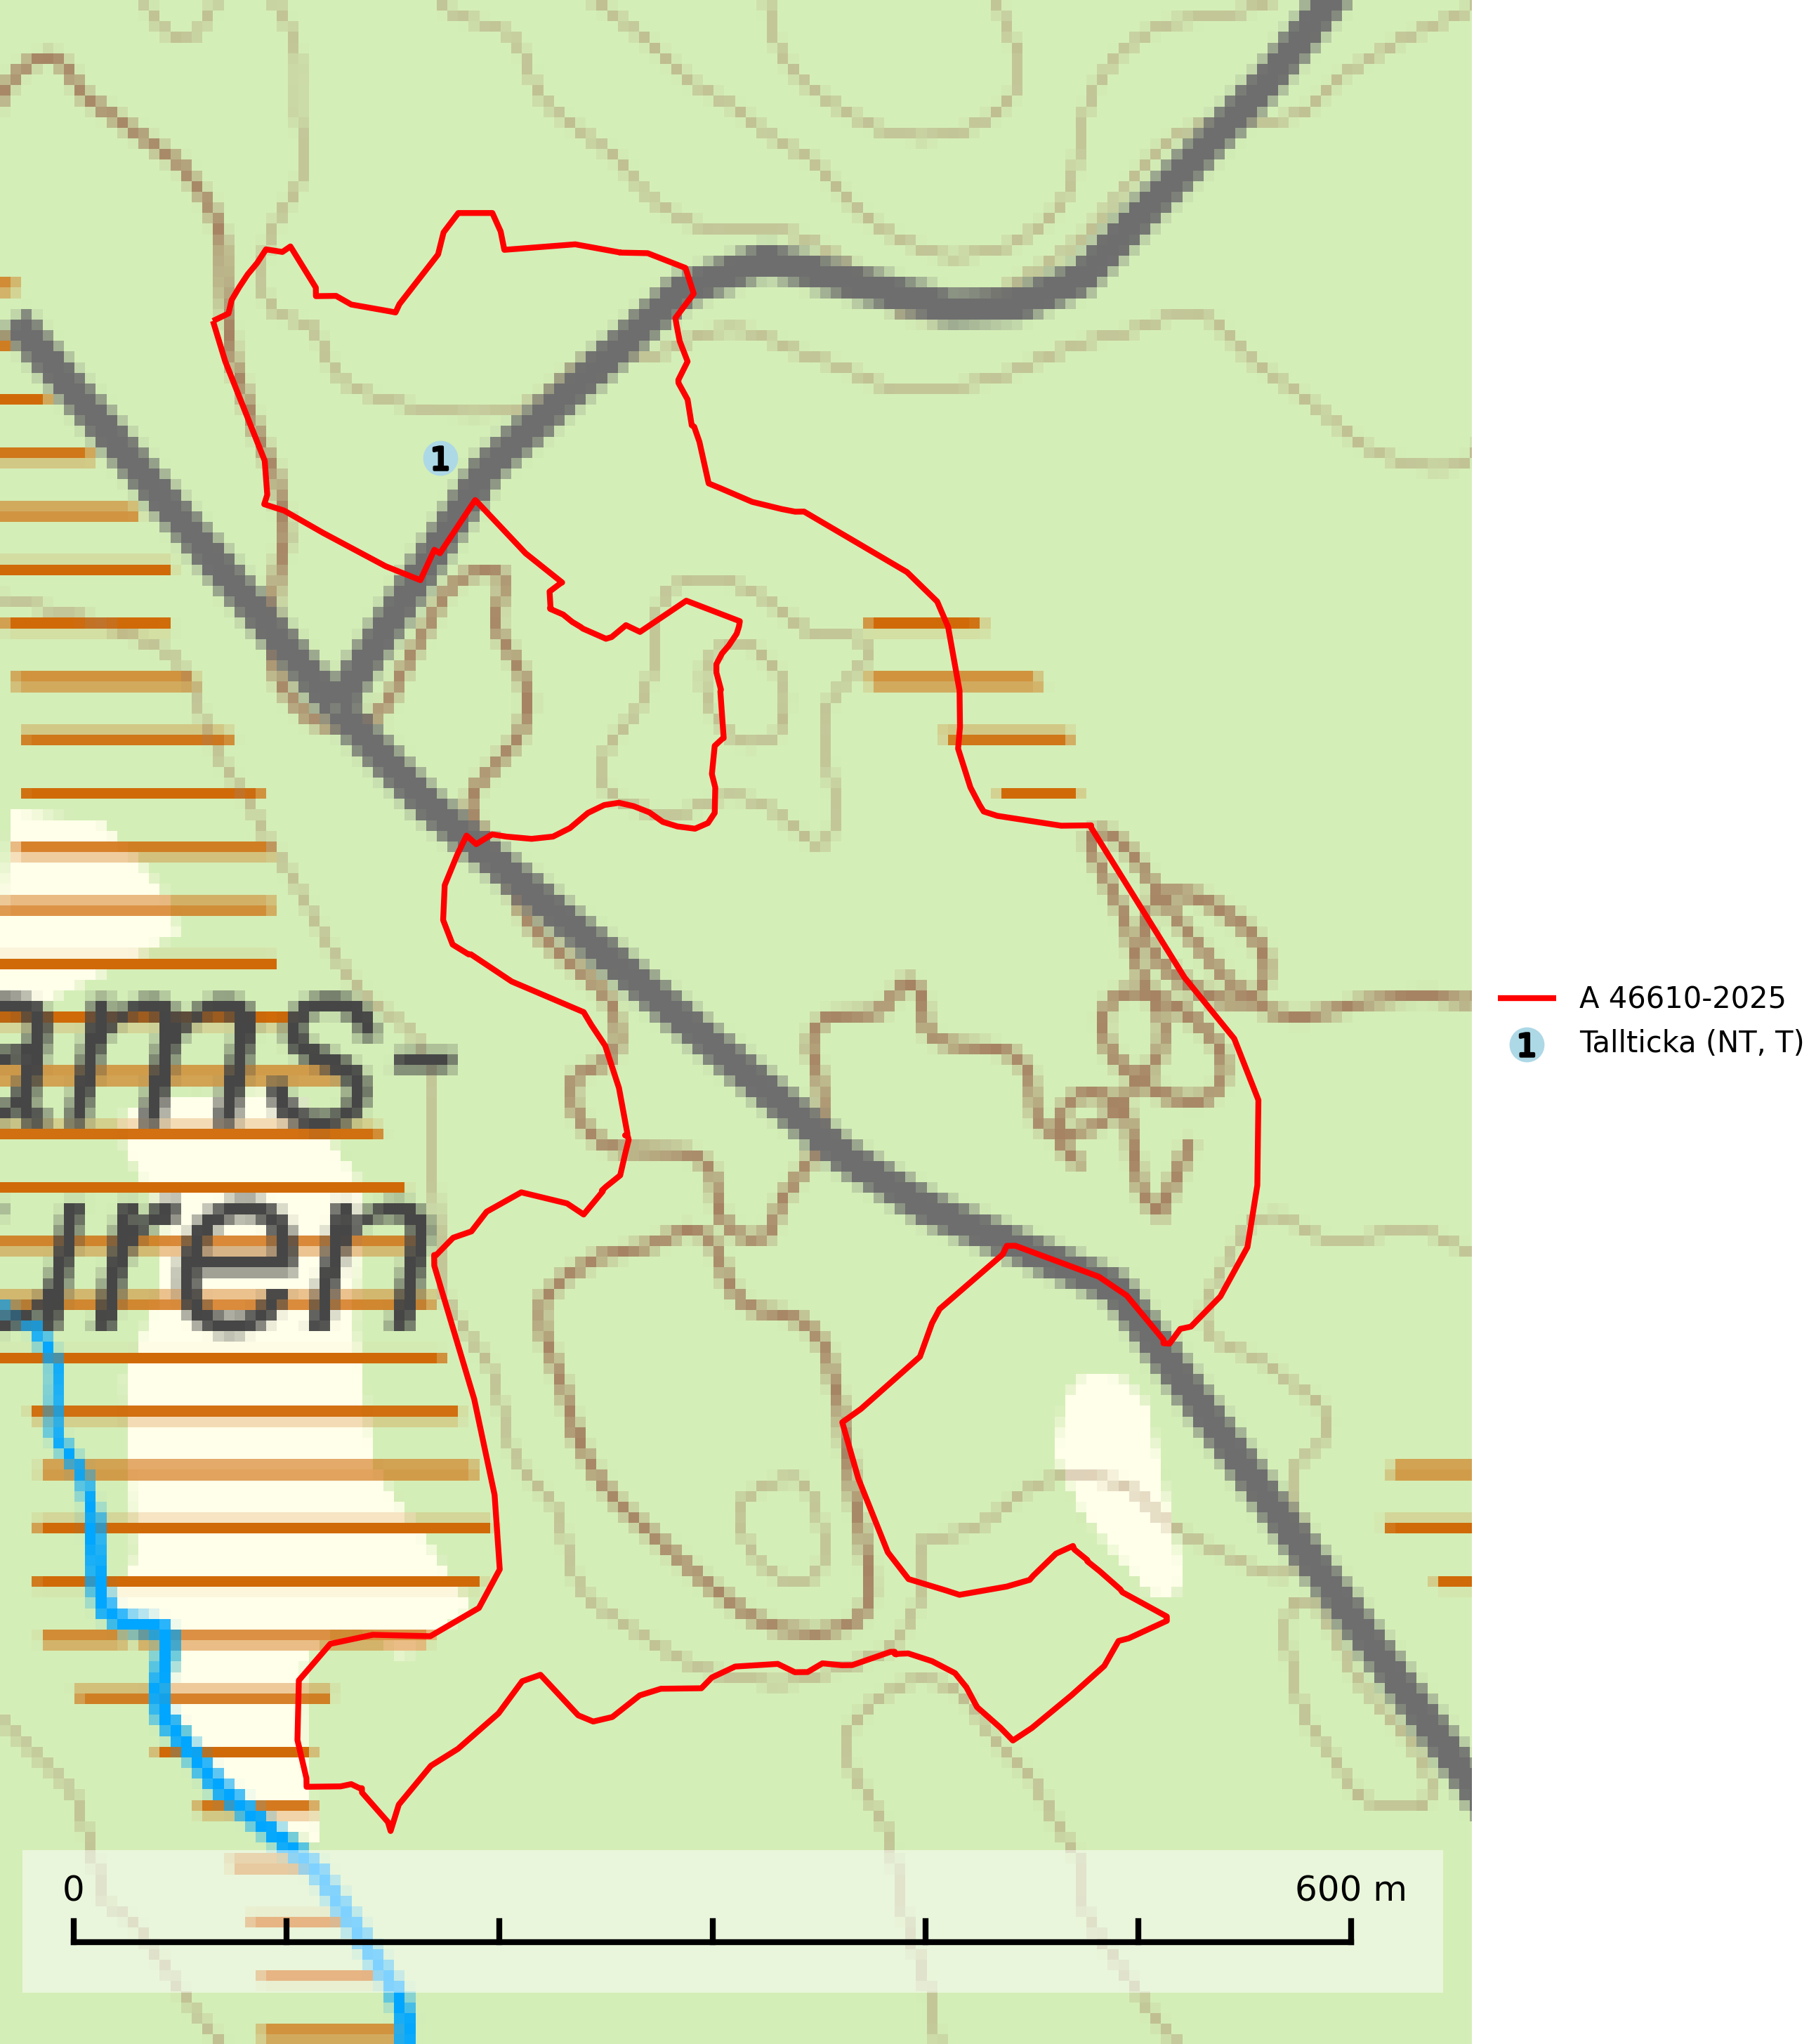 1
ams-
uren
A 46610-2025
1 Tallticka (NT, T)
0 600 m